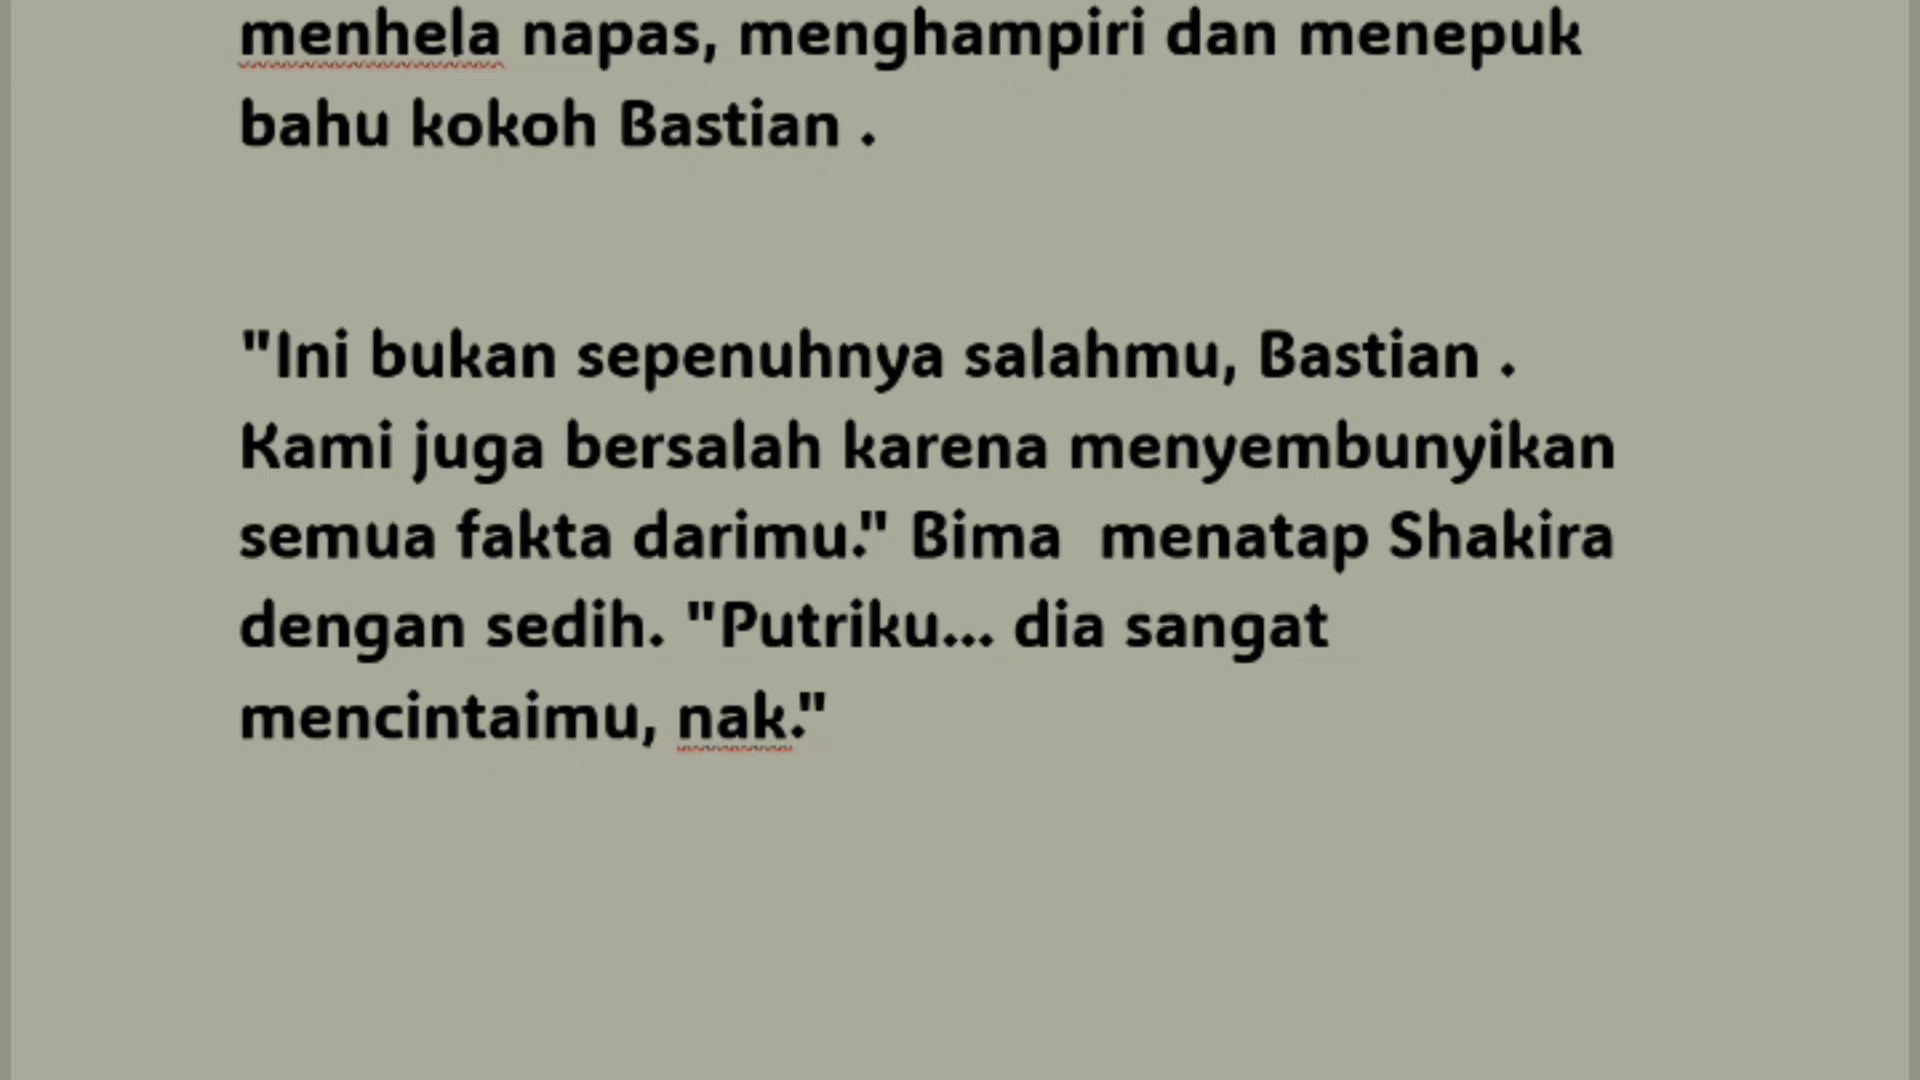 menhela napas, menghampiri dan menepuk
bahu kokoh Bastian .
"Ini bukan sepenuhnya salahmu, Bastian .
Kami juga bersalah karena menyembunyikan
semua fakta darimu." Bima  menatap Shakira
dengan sedih. "Putriku... dia sangat
mencintaimu, nak."